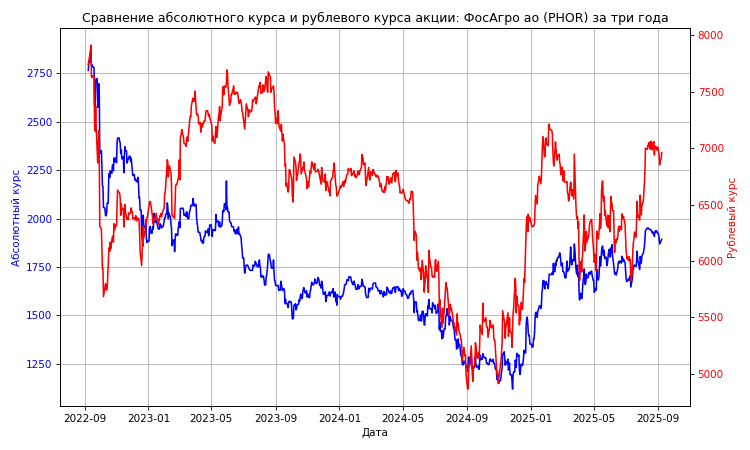 Сравнение абсолютного курса и рублевого курса акции: ФосАгро ао (PHOR) за три года
8000
2750
7500
2500
7000
2250
6500
2000
6000
1750
5500
1500
5000
1250
Абсолютный курс
Рублевый курс
2022-09 2023-01 2023-05 2023-09 2024-01 2024-05 2024-09 2025-01 2025-05 2025-09
Дата